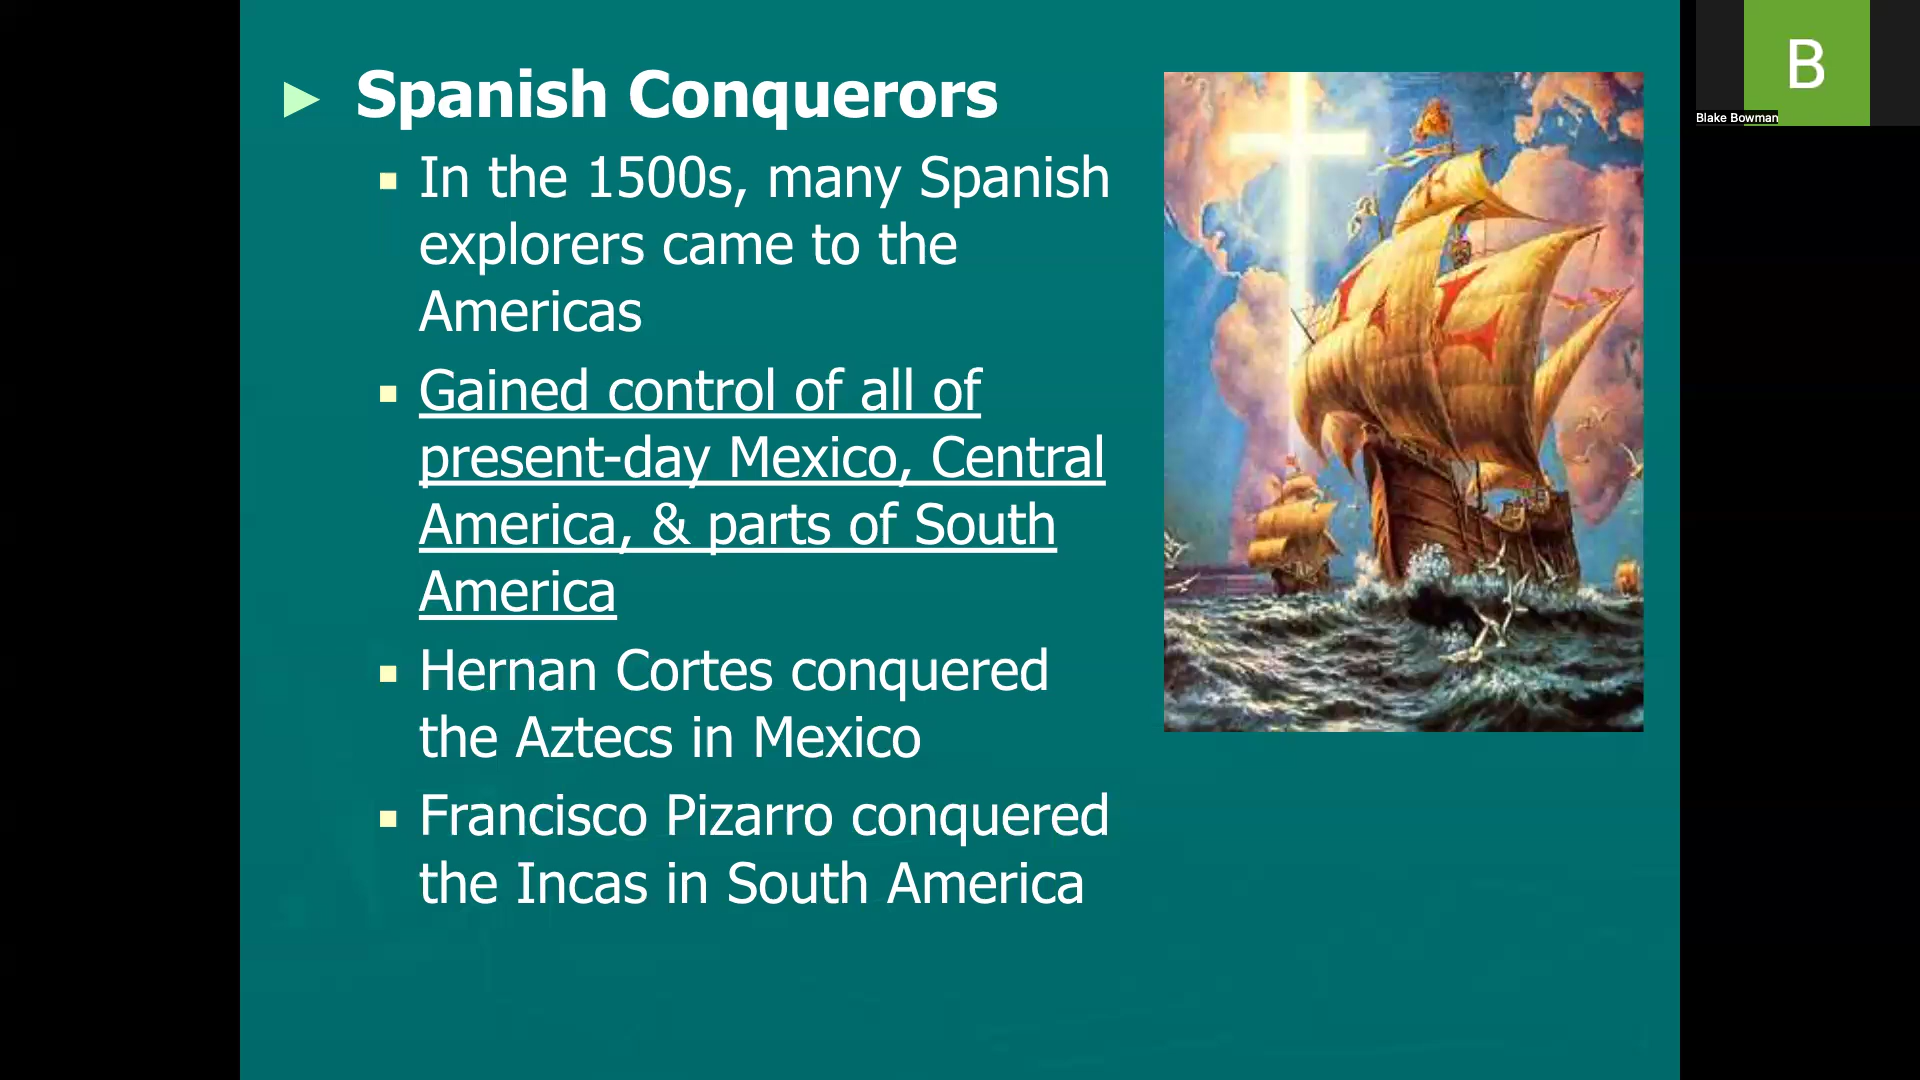 Spanish Conquerors
In the 1500s, many Spanish
explorers came to the
Americas
Gained control of all of
present-day Mexico, Central
America, & parts of South
America
Hernan Cortes conquered
the Aztecs in Mexico
Francisco Pizarro conquered
the Incas in South America
B
Blake Bowman